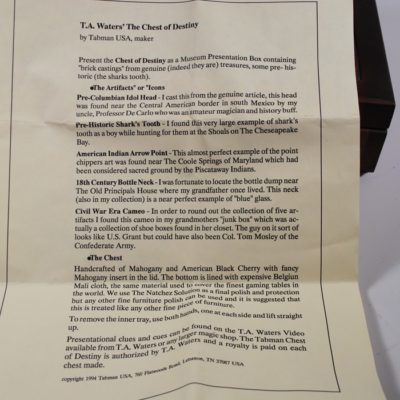 T.A. Waters' The Chest of Destiny
by Tabman USA, maker
Present the Chest of Destiny as a Museum Presentation Box containing
"brick castings" from genuine (indeed they are) treasures, some pre-his-
toric (the sharks tooth).
The Artifacts" or "Icons
Pre-Columbian Idol Head - I cast this from the genuine article, this head
was found near the Central American border in south Mexico by my
uncle, Professor De Carlo who was an amateur magician and history buff.
Pre-Historic Shark's Tooth - I found this very large example of shark's
tooth as a boy while hunting for them at the Shoals on The Cheseapeake
Bay.
American Indian Arrow Point - This almost perfect example of the point
chippers art was found near The Coole Springs of Maryland which had
been considered sacred ground by the Piscataway Indians.
18th Century Bottle Neck - I was fortunate to locate the bottle dump near
The Old Principals House where my grandfather once lived. This neck
(also in my collection) is a near perfect example of "blue" glass.
Civil War Era Cameo - In order to round out the collection of five ar-
tifacts I found this cameo in my grandmothers "junk box" which was ac-
tually a collection of shoe boxes found in her closet. The guy on it sort of
looks like U.S. Grant but could have also been Col. Tom Mosley of the
Confederate Army.
The Chest
Handcrafted of Mahogany and American Black Cherry with fancy
Mahogany insert in the lid. The bottom is lined with expensive Belgiun
Mali cloth, the same material used to cover the finest gaming tables in
the world. We use The Natchez Solution as a final polish and protection
but any other fine furniture polish can be used and it is suggested that
this is treated like any other fine piece of furniture.
To remove the inner tray, use both hands, one at each side and lift straight
up.
Presentational clues and cues can be found on the T.A. Waters Video
available from T.A. Waters or any larger magic shop. The Tabman Chest
of Destiny is authorized by T.A. Waters and a royalty is paid on each
chest made.
copyright 1994 Tabman USA, 760 Flatwoods Road, Lebanon, TN 37087 USA